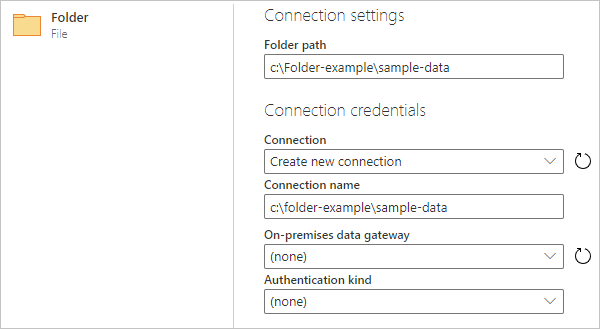 Folder
File
Connection settings
Folder path
c:\Folder-example\sample-data
Connection credentials
Connection
Create new connection
Connection name
c:\folder-example\sample-data
On-premises data gateway
(none)
Authentication kind
(none)